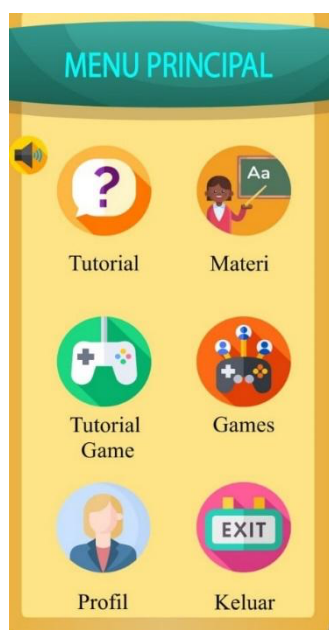 MENU PRINCIPAL
?
Tutorial
Aa
Materi
Tutorial
Game
Games
Profil
EXIT
Keluar